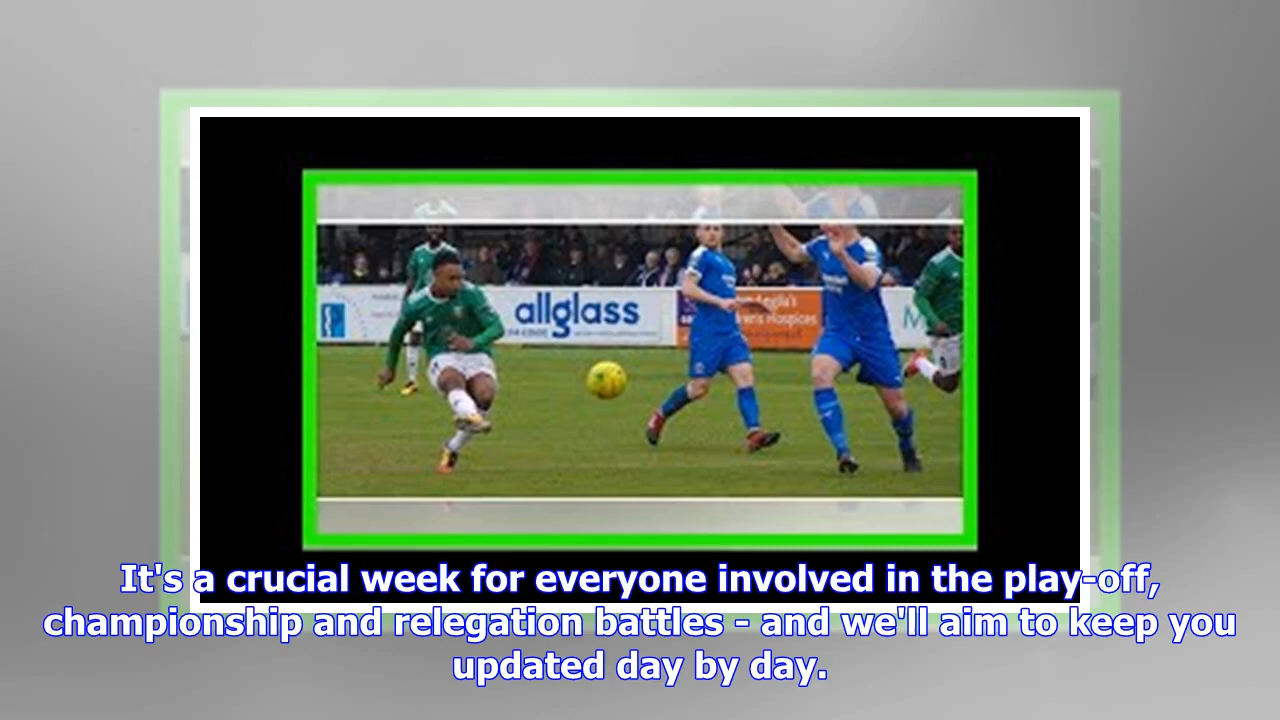 allglass
Hospices
It's a crucial week for everyone involved in the play-off,
championship and relegation battles - and we'll aim to keep you
updated day by day.